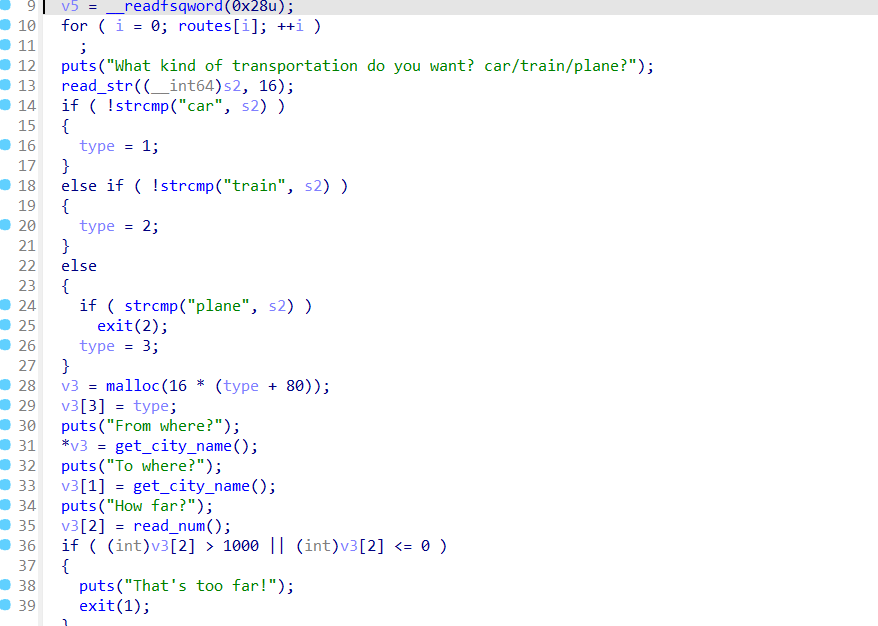 9 v5 = __readfsqword(0x28u);
10 for ( i = 0; routes[i]; ++i )
11 ;
12 puts("What kind of transportation do you want? car/train/plane?");
13 read_str((__int64)s2, 16);
14 if ( !strcmp("car", s2) )
15 {
16 type = 1;
17 }
18 else if ( !strcmp("train", s2) )
19 {
20 type = 2;
21 }
22 else
23 {
24 if ( strcmp("plane", s2) )
25 exit(2);
26 type = 3;
27 }
28 v3 = malloc(16 * (type + 80));
29 v3[3] = type;
30 puts("From where?");
31 *v3 = get_city_name();
32 puts("To where?");
33 v3[1] = get_city_name();
34 puts("How far?");
35 v3[2] = read_num();
36 if ( (int)v3[2] > 1000 || (int)v3[2] <= 0 )
37 {
38 puts("That's too far!");
39 exit(1);
}